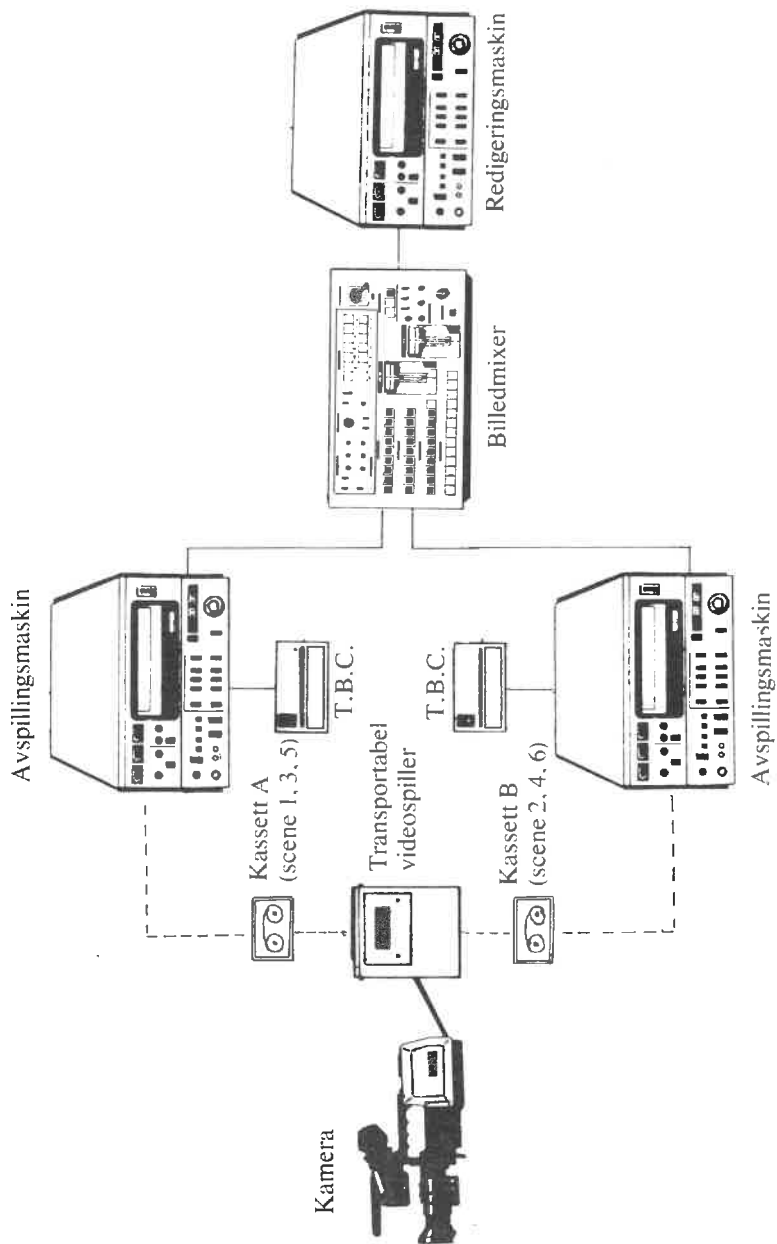 Kamera
Transportabel
videospiller
Kassett A
(scene 1, 3, 5)
Kassett B
(scene 2, 4, 6)
Avspillingsmaskin
T.B.C.
T.B.C.
Avspillingsmaskin
Billedmixer
Redigeringsmaskin